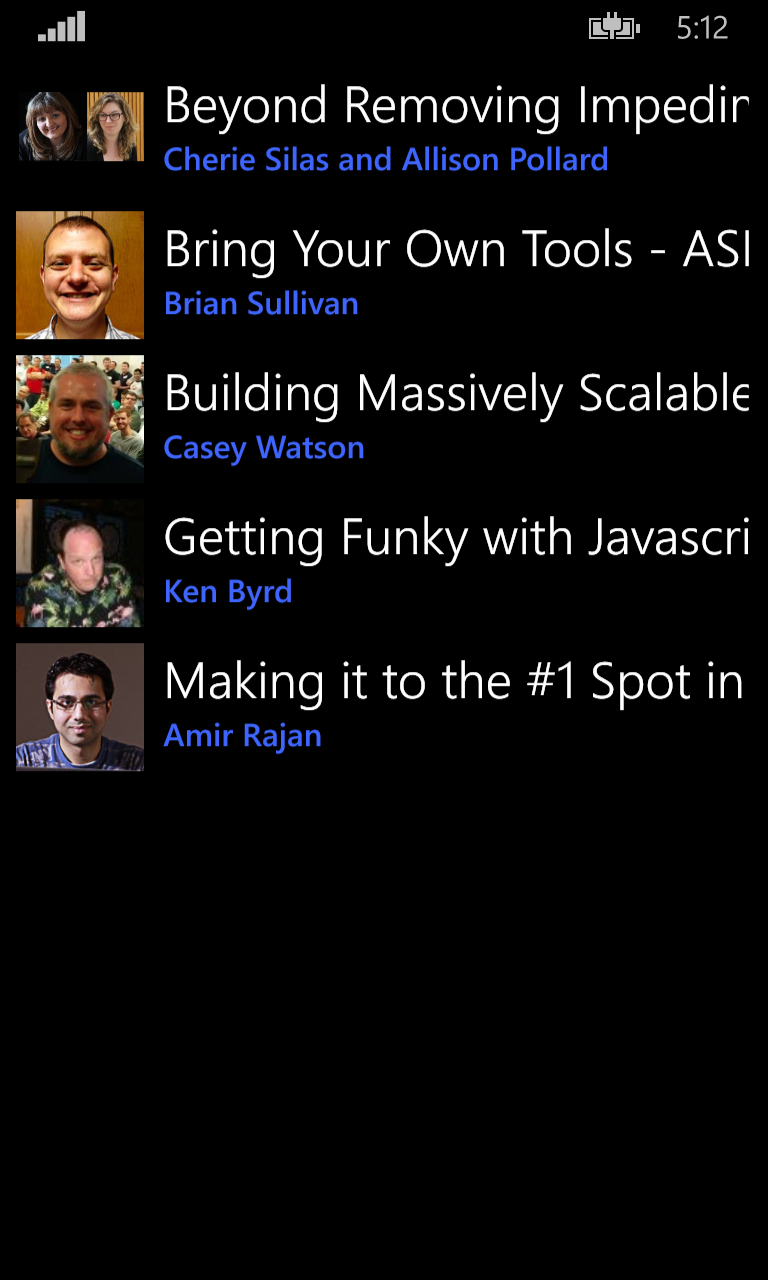 5:12
Beyond Removing Impedin
Cherie Silas and Allison Pollard
Bring Your Own Tools - ASI
Brian Sullivan
Building Massively Scalable
Casey Watson
Getting Funky with Javascri
Ken Byrd
Making it to the #1 Spot in
Amir Rajan